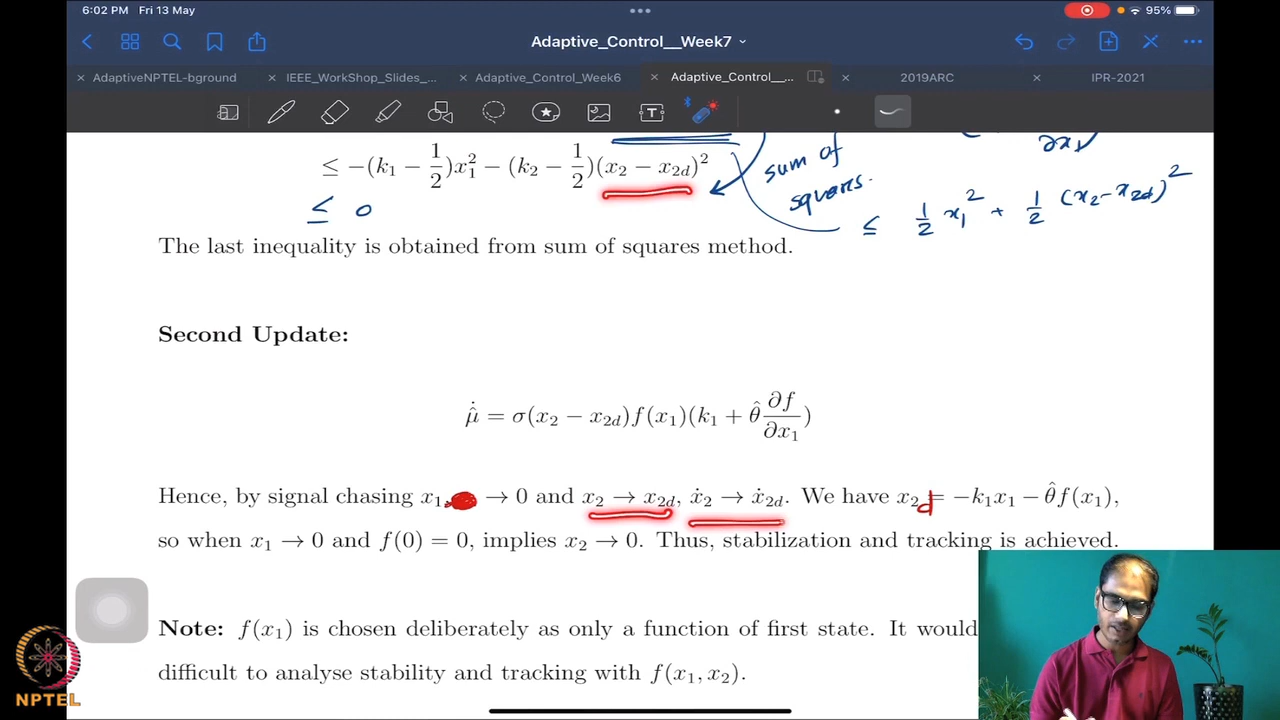 6:02 PM Fri 13 May
95%
Adaptive_Control__Week7
AdaptiveNPTEL-bground
IEEE_WorkShop_Slides_...
Adaptive_Control_Week6
Adaptive_Control__...
2019ARC
IPR-2021
∂x₁
≤ −(k₁ − 1/2)x₁² − (k₂ − 1/2)(x₂ − x₂d)²
sum of
squares.
≤ 0
≤ 1/2 x₁² + 1/2 (x₂−x₂d)²
The last inequality is obtained from sum of squares method.
Second Update:
μ̂̇ = σ(x₂ − x₂d)f(x₁)(k₁ + θ̂ ∂f/∂x₁)
Hence, by signal chasing x₁, → 0 and x₂ → x₂d, ẋ₂ → ẋ₂d. We have x₂d = −k₁x₁ − θ̂f(x₁),
so when x₁ → 0 and f(0) = 0, implies x₂ → 0. Thus, stabilization and tracking is achieved.
Note: f(x₁) is chosen deliberately as only a function of first state. It would
difficult to analyse stability and tracking with f(x₁, x₂).
NPTEL